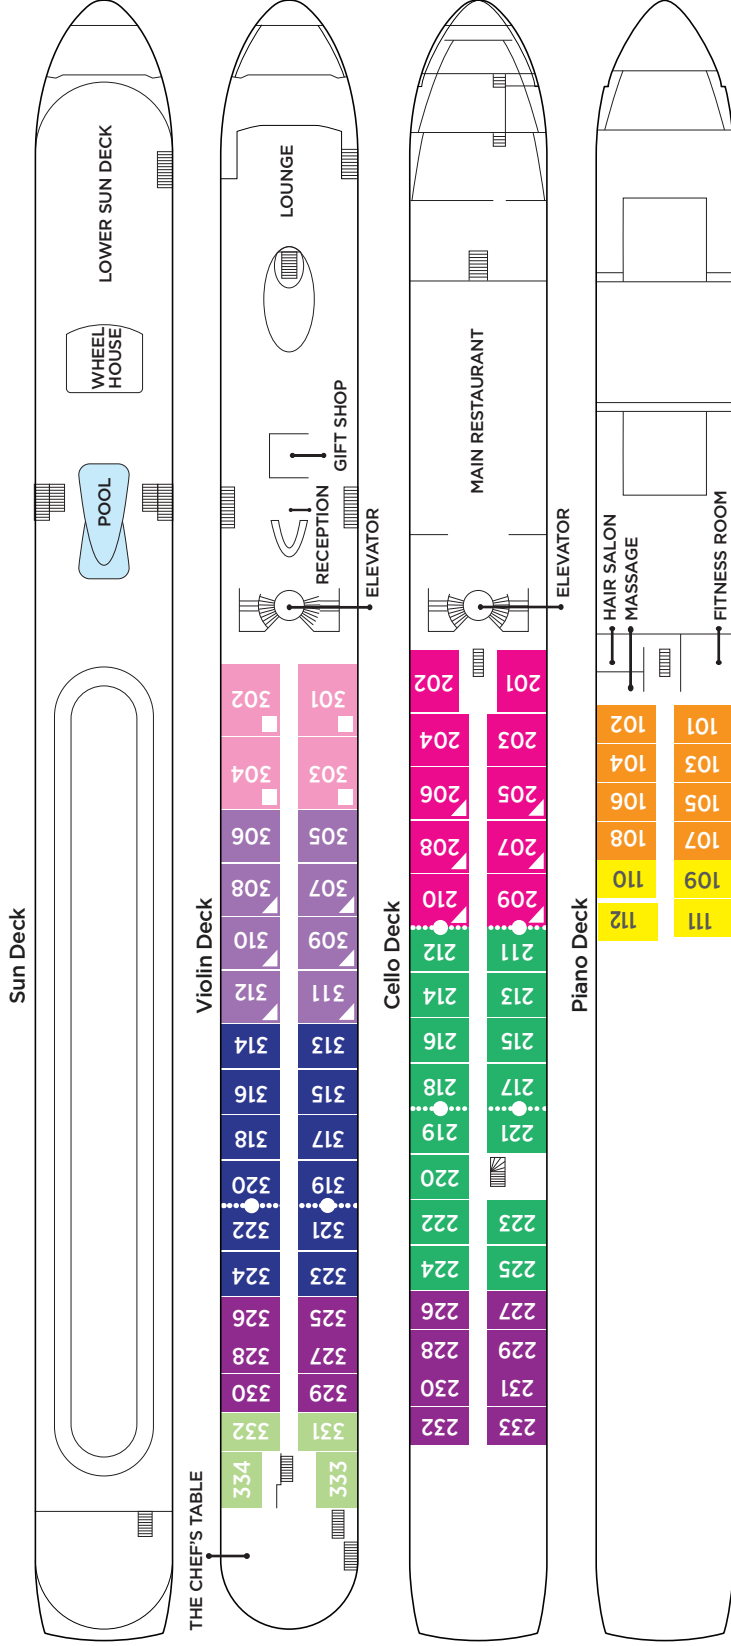 Sun Deck
LOWER SUN DECK
WHEEL
HOUSE
POOL
Violin Deck
LOUNGE
GIFT SHOP
RECEPTION
ELEVATOR
302 301
304 303
306 305
308 307
310 309
312 311
314 313
316 315
318 317
320 319
322 321
324 323
326 325
328 327
330 329
332 331
334 333
THE CHEF'S TABLE
Cello Deck
MAIN RESTAURANT
ELEVATOR
202 201
204 203
206 205
208 207
210 209
212 211
214 213
216 215
218 217
219 221
220
222 223
224 225
226 227
228 229
230 231
232 233
Piano Deck
HAIR SALON
MASSAGE
FITNESS ROOM
102 101
104 103
106 105
108 107
110 109
112 111